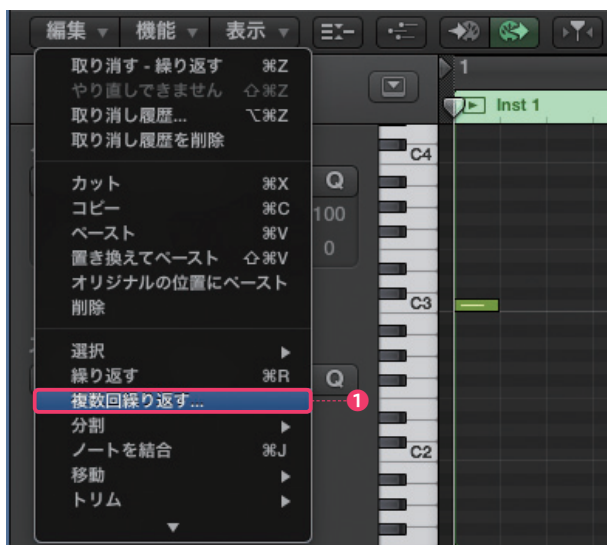 編集 機能 表示
1
Inst 1
取り消す - 繰り返す ⌘Z
やり直しできません ⇧⌘Z
取り消し履歴... ⌥⌘Z
取り消し履歴を削除
C4
カット ⌘X
Q
コピー ⌘C
100
ペースト ⌘V
置き換えてペースト ⇧⌘V
0
オリジナルの位置にペースト
削除
C3
選択
繰り返す ⌘R
Q
複数回繰り返す...
1
分割
ノートを結合 ⌘J
C2
移動
トリム